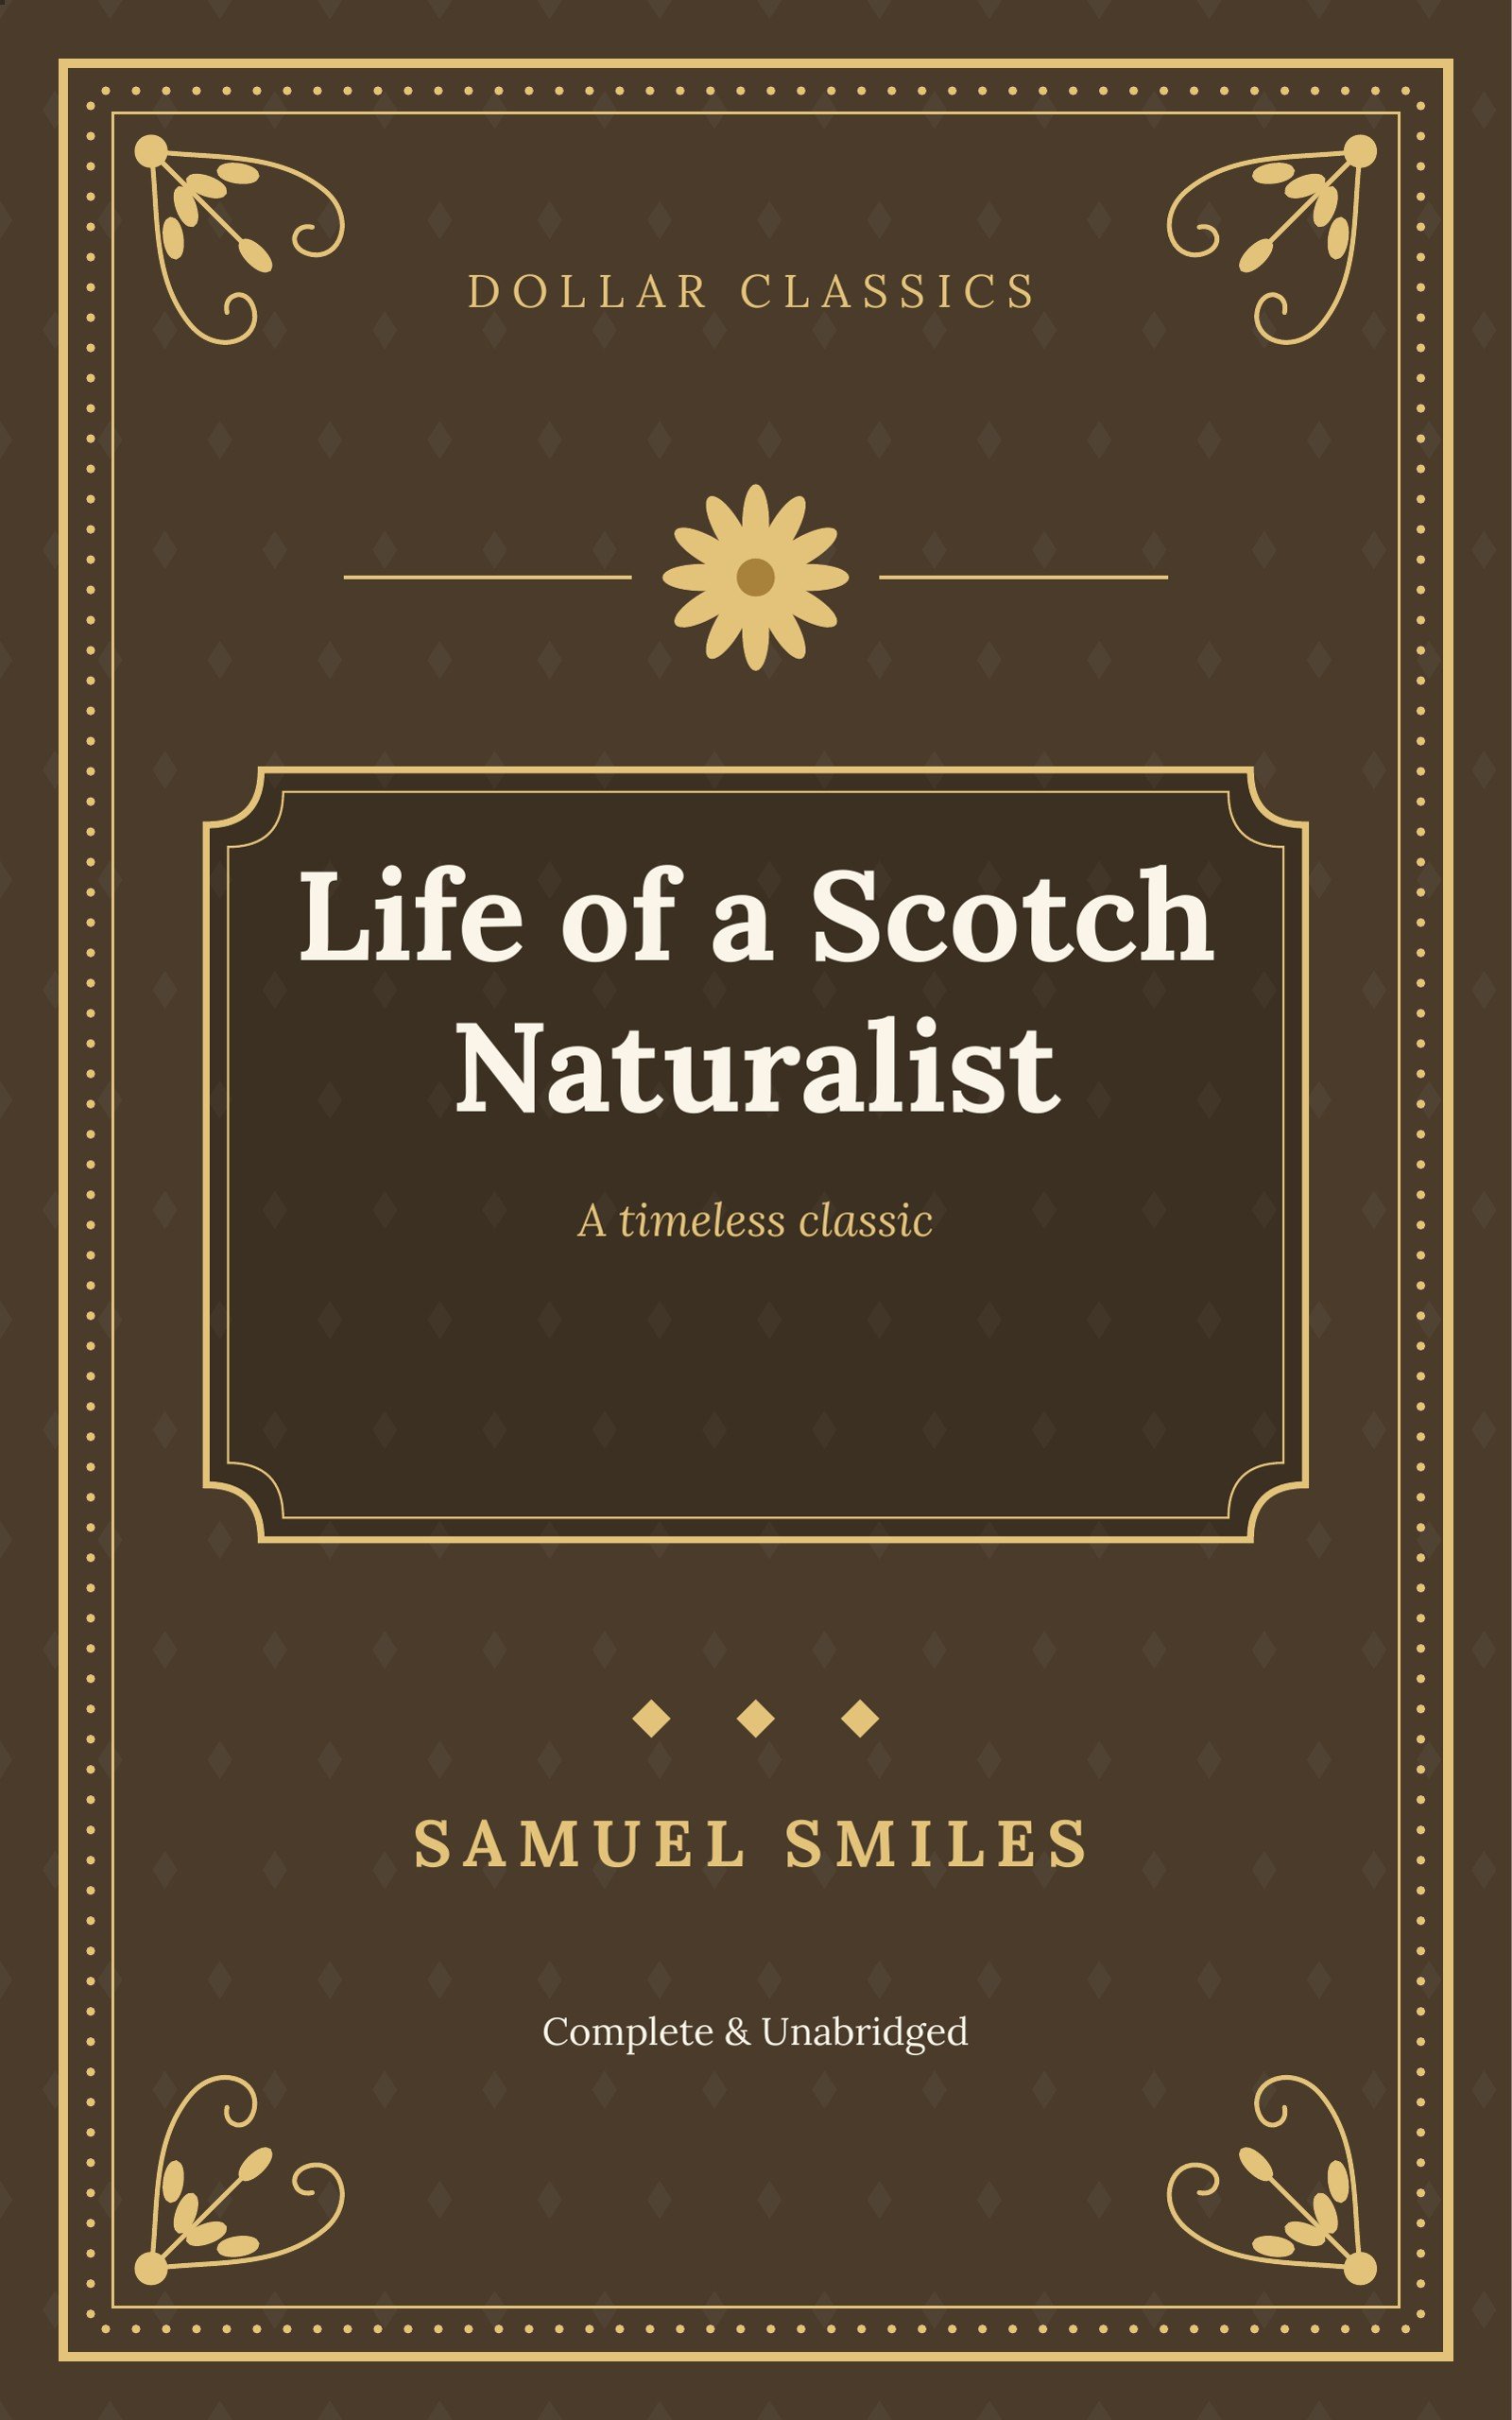 DOLLAR CLASSICS
Life of a Scotch
Naturalist
A timeless classic
SAMUEL SMILES
Complete & Unabridged